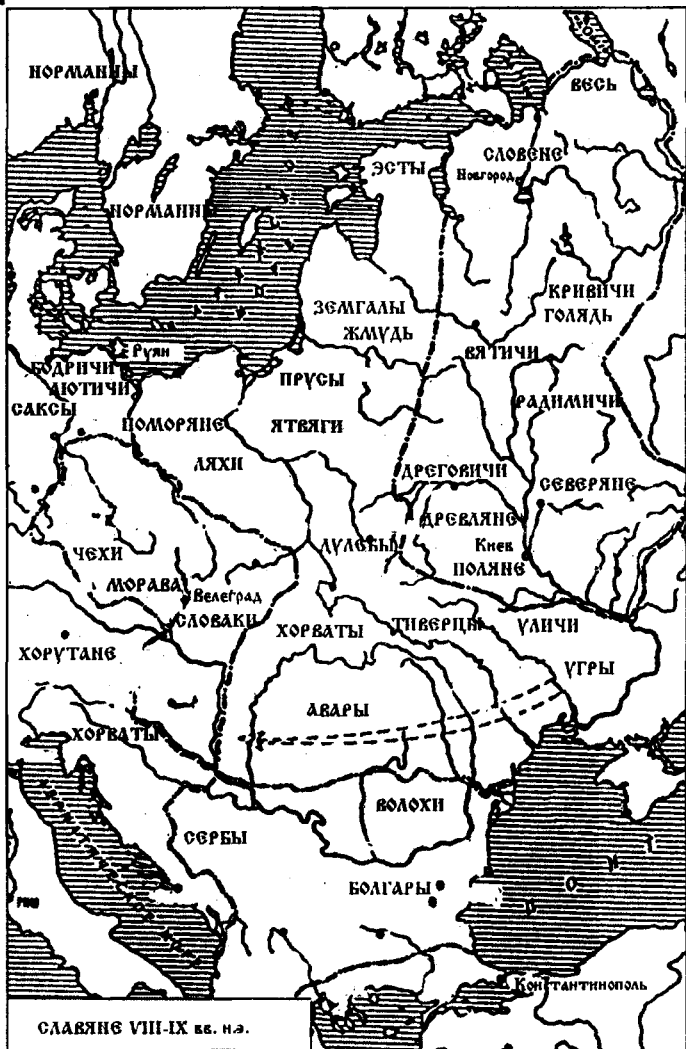 НОРМАННЫ
ВЕСЬ
СЛОВЕНЕ
Новгород
ЭСТЫ
НОРМАННЫ
КРИВИЧИ
ГОЛЯДЬ
ЗЕМГАЛЫ
ЖМУДЬ
ВЯТИЧИ
Руян
БОДРИЧИ
ЛЮТИЧИ
ПРУСЫ
РАДИМИЧИ
САКСЫ
ПОМОРЯНЕ
ЯТВЯГИ
ЛЯХИ
ДРЕГОВИЧИ
СЕВЕРЯНЕ
ДРЕВЛЯНЕ
ДУЛЕБЫ
Киев
ПОЛЯНЕ
ЧЕХИ
МОРАВА
Велеград
СЛОВАКИ
ХОРВАТЫ
ТИВЕРЦЫ
УЛИЧИ
ХОРУТАНЕ
УГРЫ
АВАРЫ
ХОРВАТЫ
ВОЛОХИ
СЕРБЫ
БОЛГАРЫ
РИМ
Константинополь
СЛАВЯНЕ VIII-IX вв. н.э.